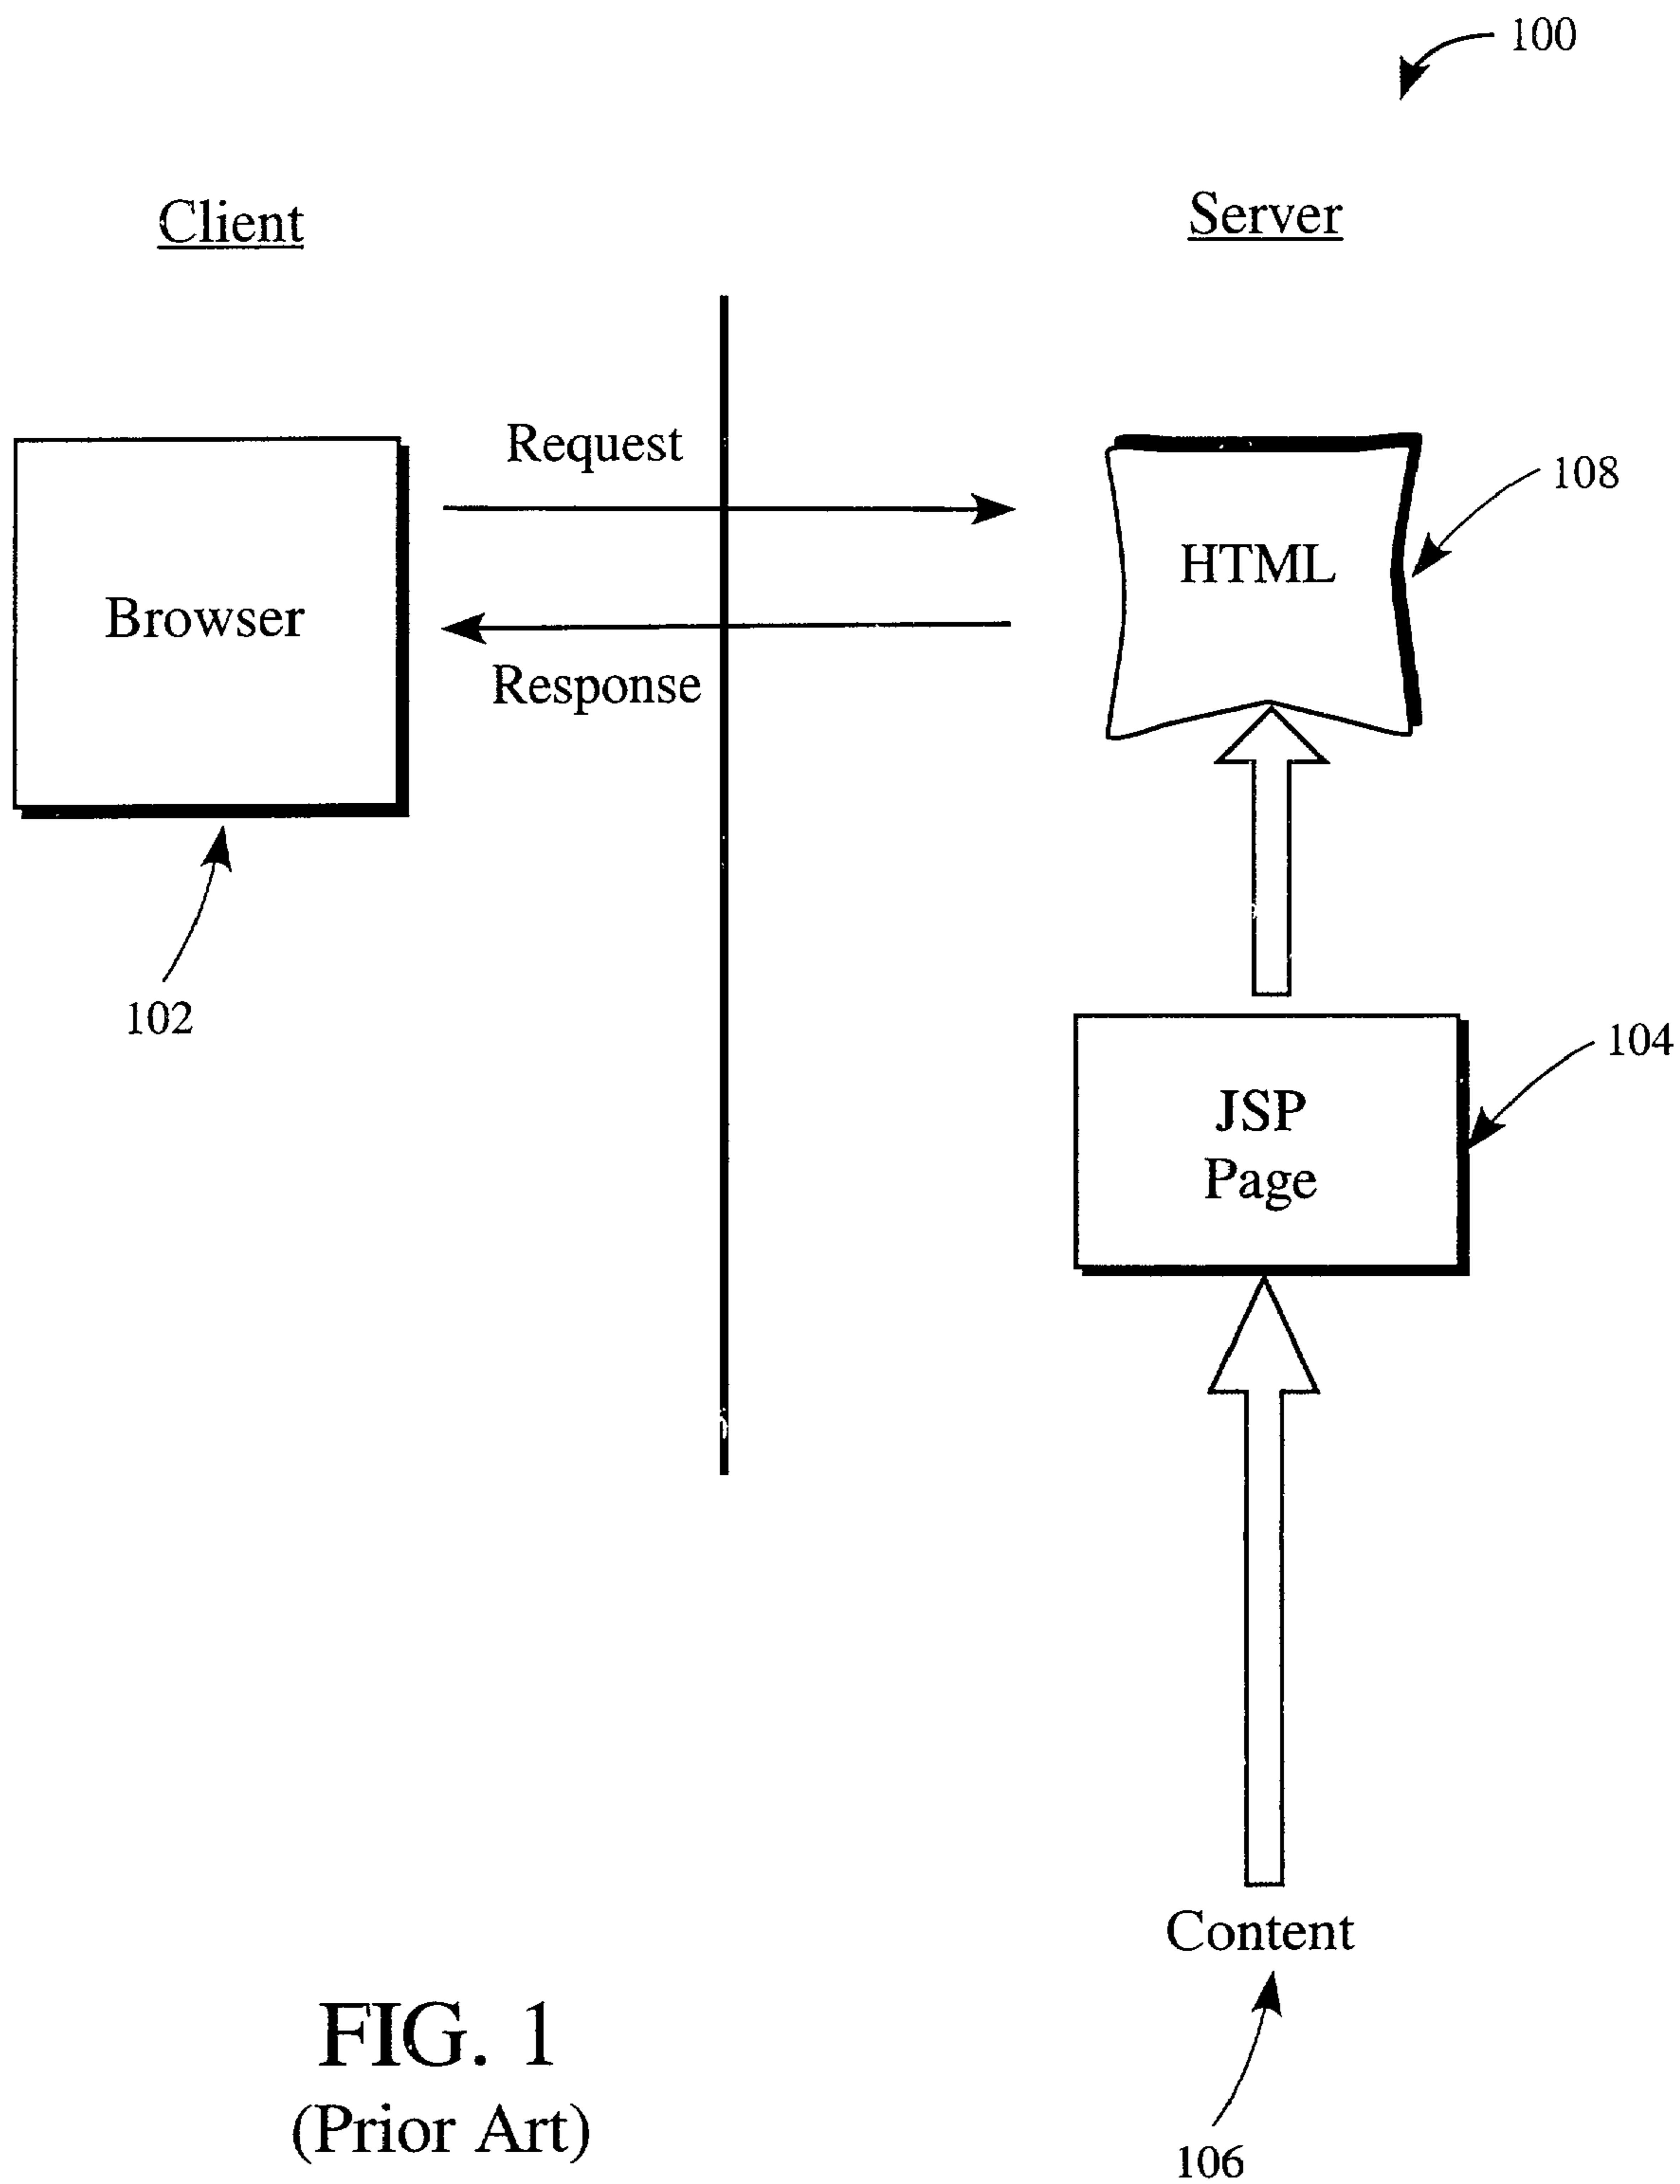 100
Client
Server
Request
108
HTML
Browser
Response
102
104
JSP
Page
Content
FIG. 1
(Prior Art)
106